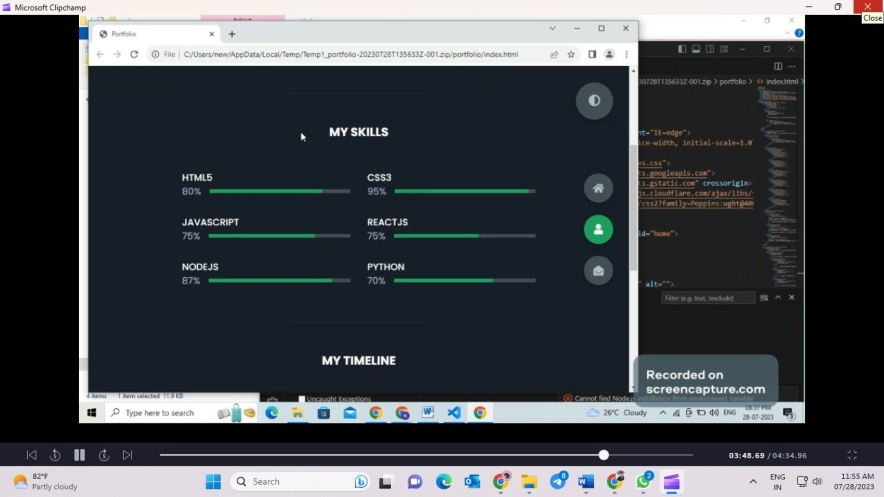 Microsoft Clipchamp
Close
Portfolio
File
C:/Users/new/AppData/Local/Temp/Temp1_portfolio-20230728T135633Z-001.zip/portfolio/index.html
30728T135633Z-001.zip > portfolio > index.html
MY SKILLS
HTML5
80%
CSS3
95%
JAVASCRIPT
75%
REACTJS
75%
NODEJS
87%
PYTHON
70%
MY TIMELINE
nt="IE=edge">
ice-width, initial-scale=1.0"
es.css">
ts.googleapis.com">
ts.gstatic.com" crossorigin>
s.cloudflare.com/ajax/libs/
/css2?family=Poppins:wght@40
id="home">
" alt="">
Filter (e.g. text, !exclude)
Recorded on
screencapture.com
4 items
1 item selected 11.9 KB
Uncaught Exceptions
Cannot find Node.js installation from environment variable
Type here to search
26°C Cloudy
ENG
08:57 PM
28-07-2023
03:48.69 / 04:34.96
82°F
Partly cloudy
Search
8
2
ENG
IN
11:55 AM
07/28/2023